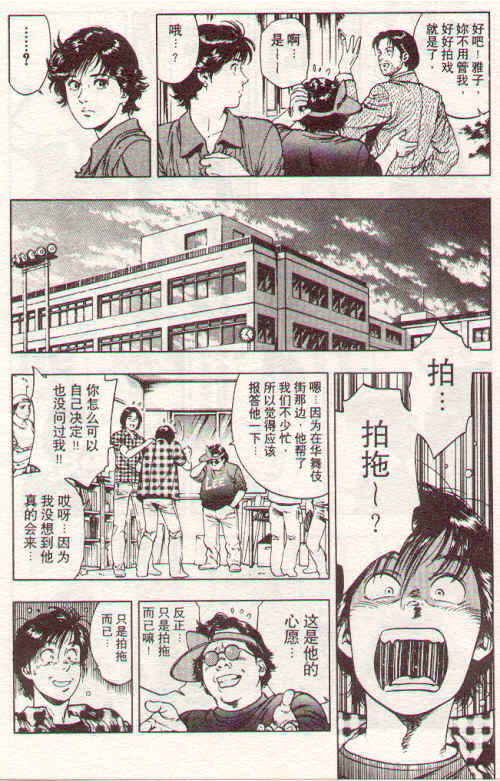 好吧！雅子，
妳不用管我，
好好拍戏
就是了。
啊…
是～
哦…？
……？
拍…
拍拖
～？
嗯…因为在华舞伎
街那边，他帮了
我们不少忙，
所以觉得应该
报答他一下…
你怎么可以
自己决定!!
也没问过我!!
哎呀…因为
我没想到他
真的会来…
这是他的
心愿…
反正…
只是拍拖
而已嘛！
只是拍拖
而已…